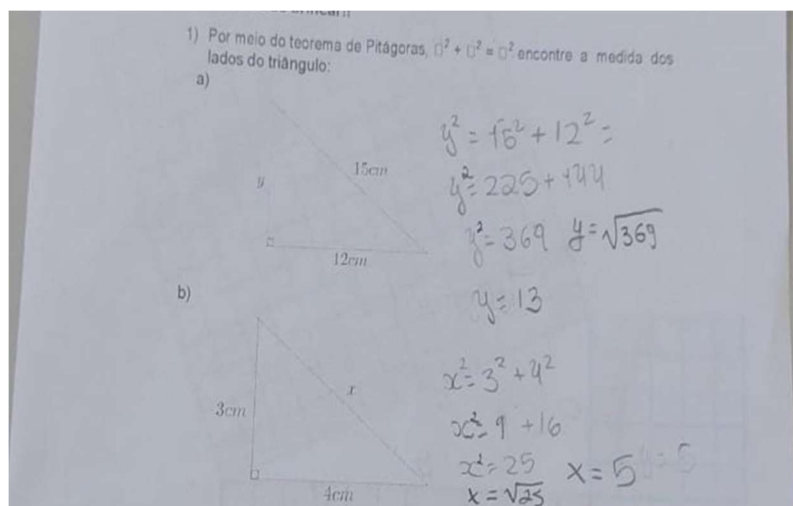 1) Por meio do teorema de Pitágoras, □² + □² = □² encontre a medida dos
lados do triângulo:
a)
y
15cm
12cm
y² = 15² + 12² =
y² = 225 + 144
y² = 369 y = √369
y = 13
b)
3cm
x
4cm
x² = 3² + 4²
x² = 9 + 16
x² = 25 x = 5
x = √25